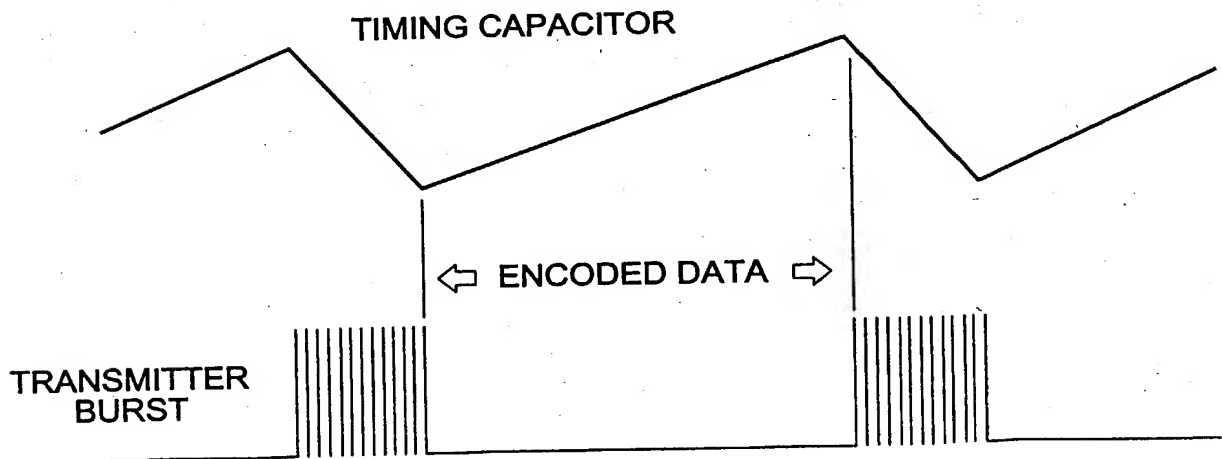 TIMING CAPACITOR
ENCODED DATA
TRANSMITTER
BURST